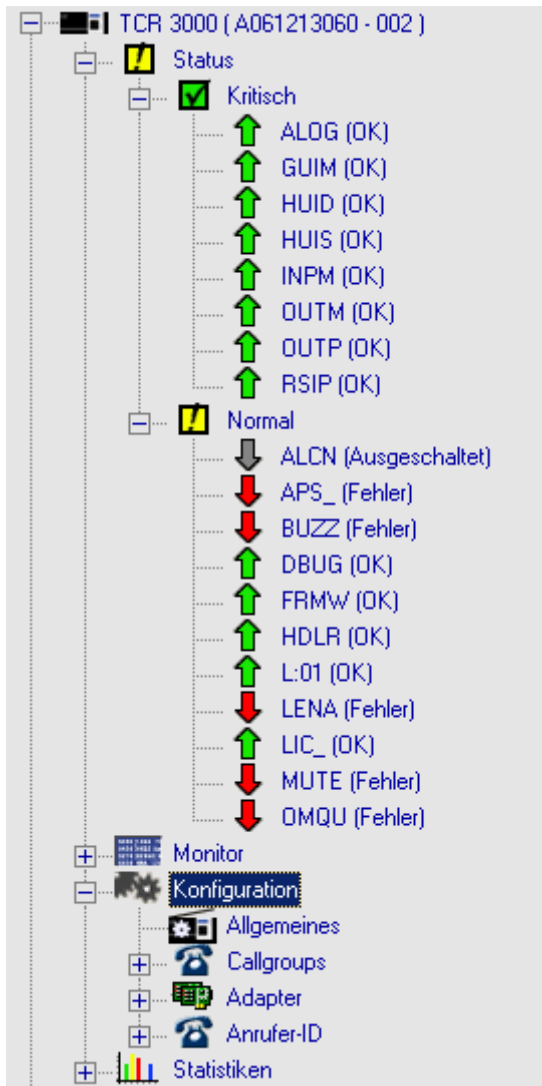 TCR 3000 ( A061213060 - 002 )
Status
Kritisch
ALOG (OK)
GUIM (OK)
HUID (OK)
HUIS (OK)
INPM (OK)
OUTM (OK)
OUTP (OK)
RSIP (OK)
Normal
ALCN (Ausgeschaltet)
APS_ (Fehler)
BUZZ (Fehler)
DBUG (OK)
FRMW (OK)
HDLR (OK)
L:01 (OK)
LENA (Fehler)
LIC_ (OK)
MUTE (Fehler)
OMQU (Fehler)
Monitor
Konfiguration
Allgemeines
Callgroups
Adapter
Anrufer-ID
Statistiken